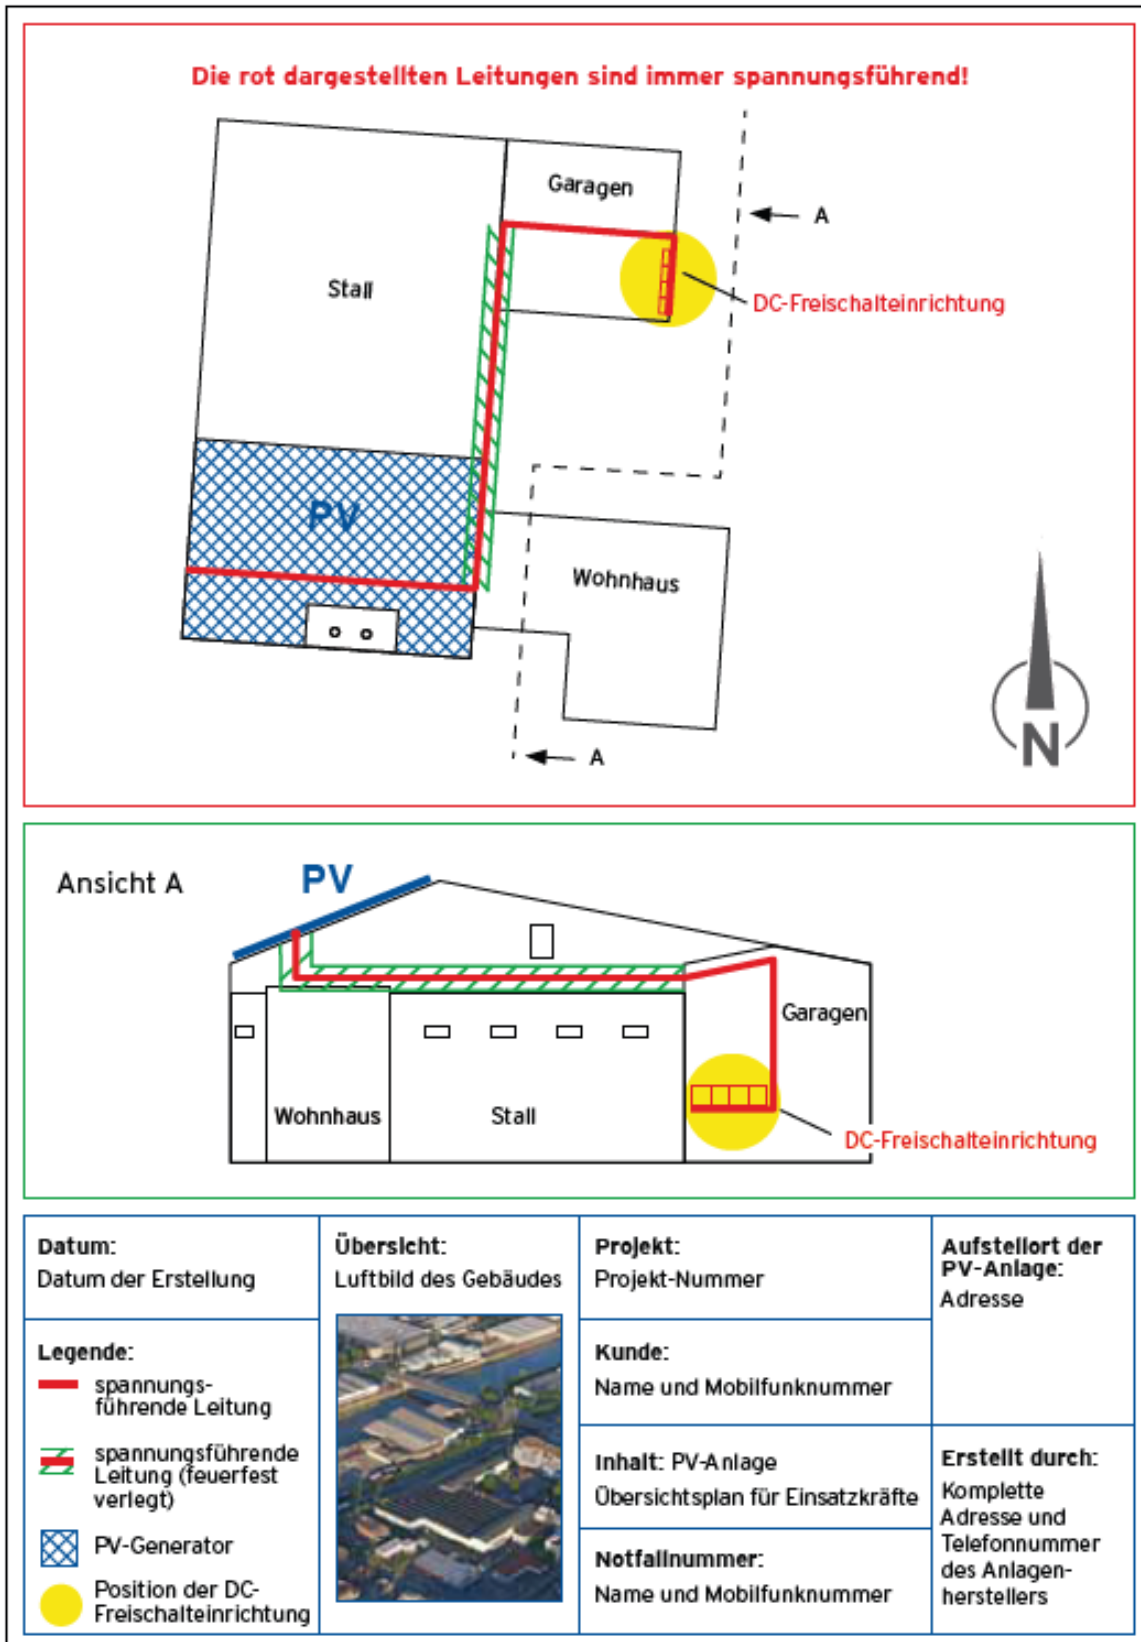 Die rot dargestellten Leitungen sind immer spannungsführend!
Garagen
A
Stall
DC-Freischalteinrichtung
PV
Wohnhaus
N
A
Ansicht A
PV
Garagen
Wohnhaus
Stall
DC-Freischalteinrichtung
Datum:
Datum der Erstellung
Legende:
spannungs-
führende Leitung
spannungsführende
Leitung (feuerfest
verlegt)
PV-Generator
Position der DC-
Freischalteinrichtung
Übersicht:
Luftbild des Gebäudes
Projekt:
Projekt-Nummer
Kunde:
Name und Mobilfunknummer
Inhalt: PV-Anlage
Übersichtsplan für Einsatzkräfte
Notfallnummer:
Name und Mobilfunknummer
Aufstellort der
PV-Anlage:
Adresse
Erstellt durch:
Komplette
Adresse und
Telefonnummer
des Anlagen-
herstellers